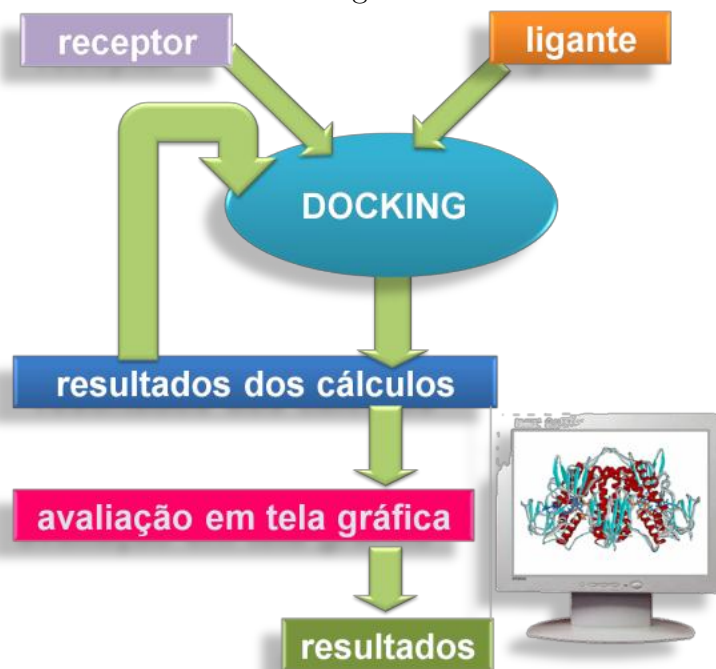 receptor
ligante
DOCKING
resultados dos cálculos
avaliação em tela gráfica
resultados